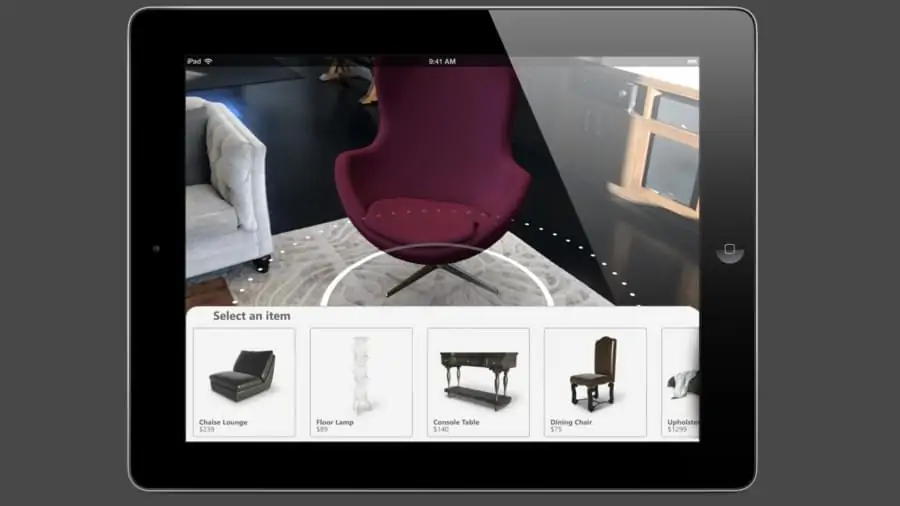 iPad
9:41 AM
Select an item
Chaise Lounge
$239
Floor Lamp
$89
Console Table
$140
Dining Chair
$75
Upholster
$1299